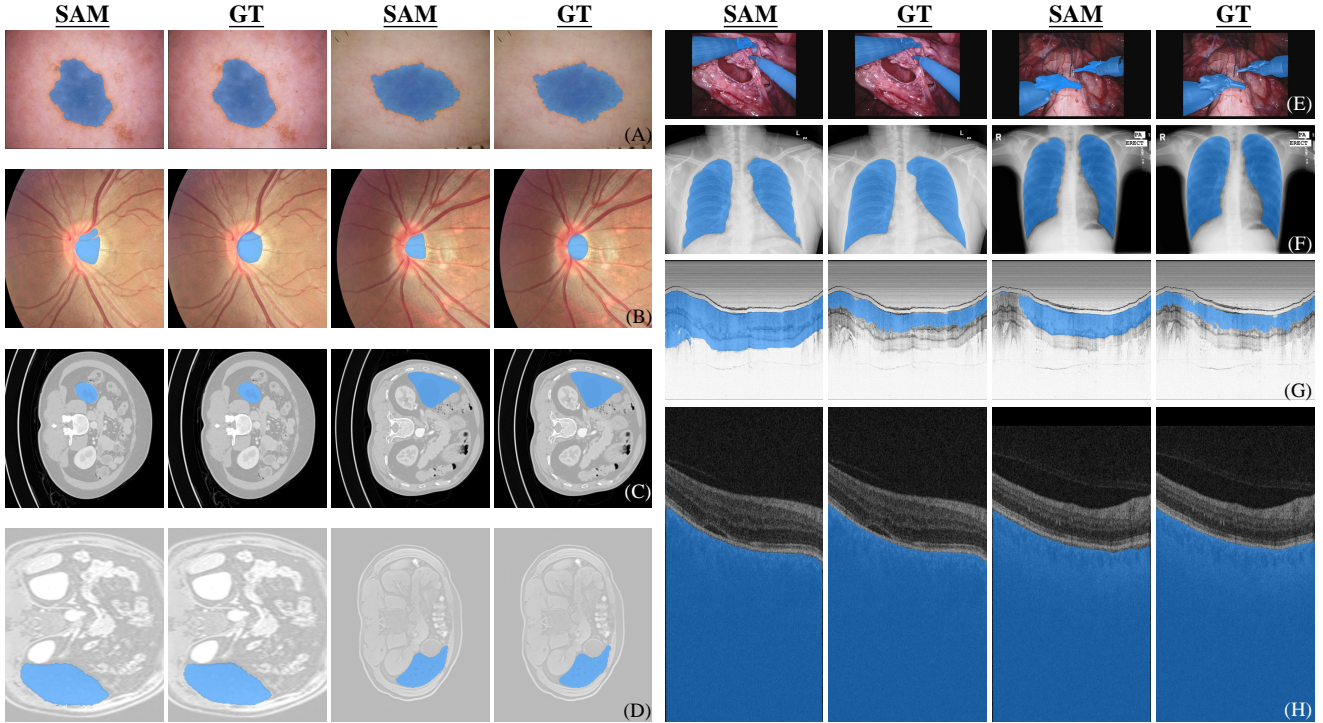 SAM GT SAM GT SAM GT SAM GT
(A)
(B)
(C)
(D)
(E)
L
L
(F)
R
PA
ERECT
R
PA
ERECT
(G)
(H)